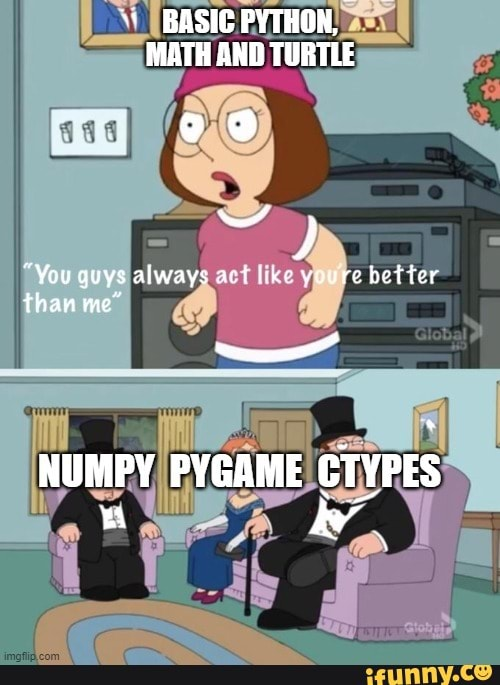 BASIC PYTHON,
MATH AND TURTLE
"You guys always act like you're better
than me"
Global
HD
NUMPY PYGAME CTYPES
Global
imgflip.com
ifunny.co